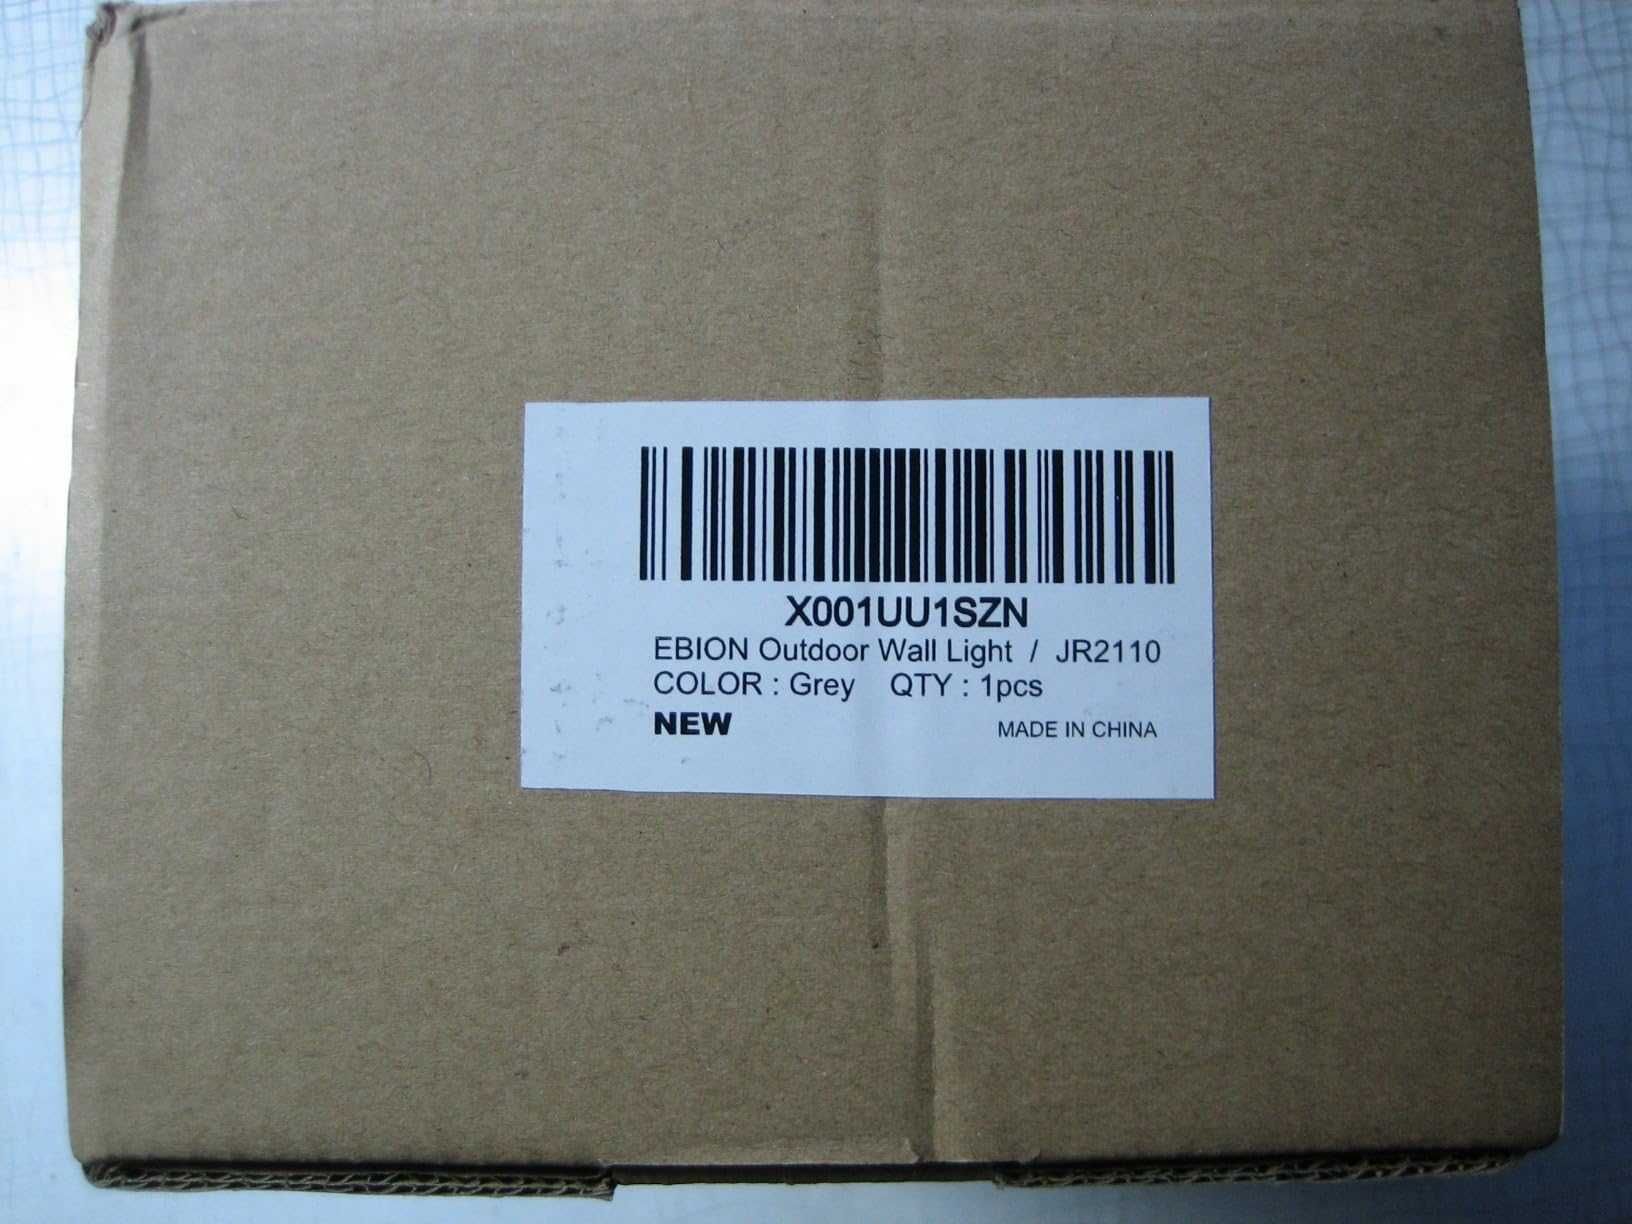 X001UU1SZN
EBION Outdoor Wall Light / JR2110
COLOR : Grey QTY : 1pcs
NEW MADE IN CHINA